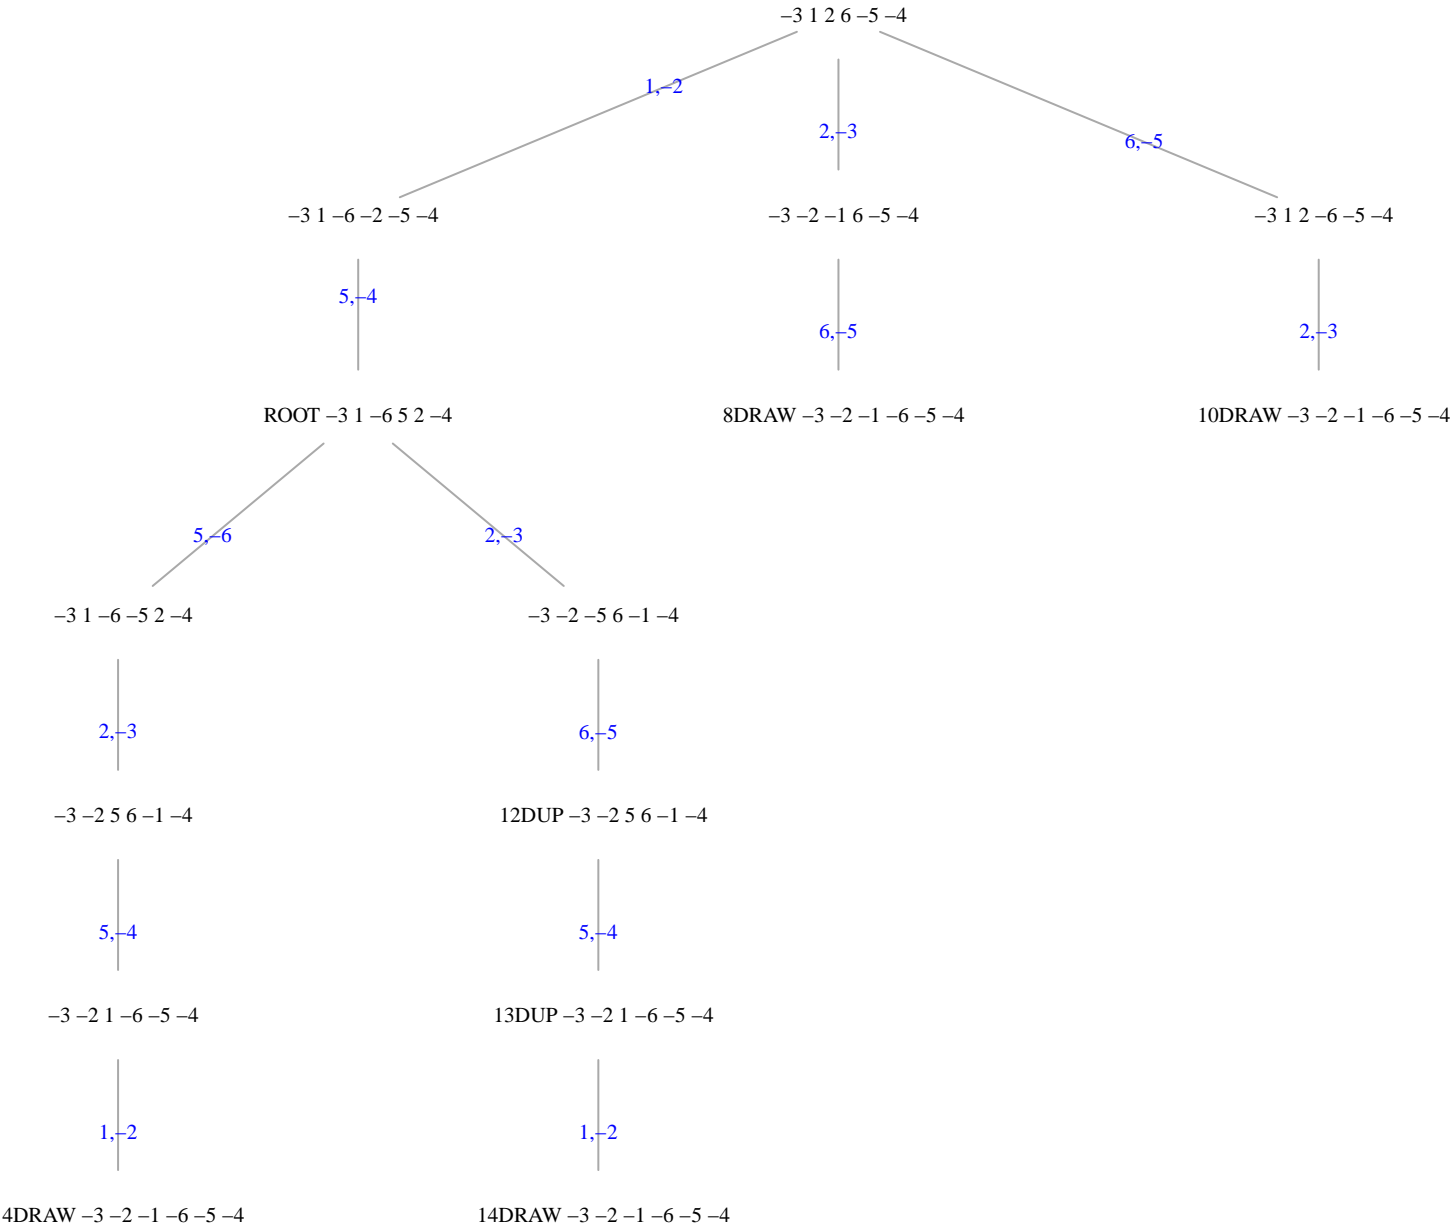 −3 1 2 6 −5 −4
1,−2
2,−3
6,−5
−3 1 −6 −2 −5 −4
−3 −2 −1 6 −5 −4
−3 1 2 −6 −5 −4
5,−4
6,−5
2,−3
ROOT −3 1 −6 5 2 −4
8DRAW −3 −2 −1 −6 −5 −4
10DRAW −3 −2 −1 −6 −5 −4
5,−6
2,−3
−3 1 −6 −5 2 −4
−3 −2 −5 6 −1 −4
2,−3
6,−5
−3 −2 5 6 −1 −4
12DUP −3 −2 5 6 −1 −4
5,−4
5,−4
−3 −2 1 −6 −5 −4
13DUP −3 −2 1 −6 −5 −4
1,−2
1,−2
4DRAW −3 −2 −1 −6 −5 −4
14DRAW −3 −2 −1 −6 −5 −4